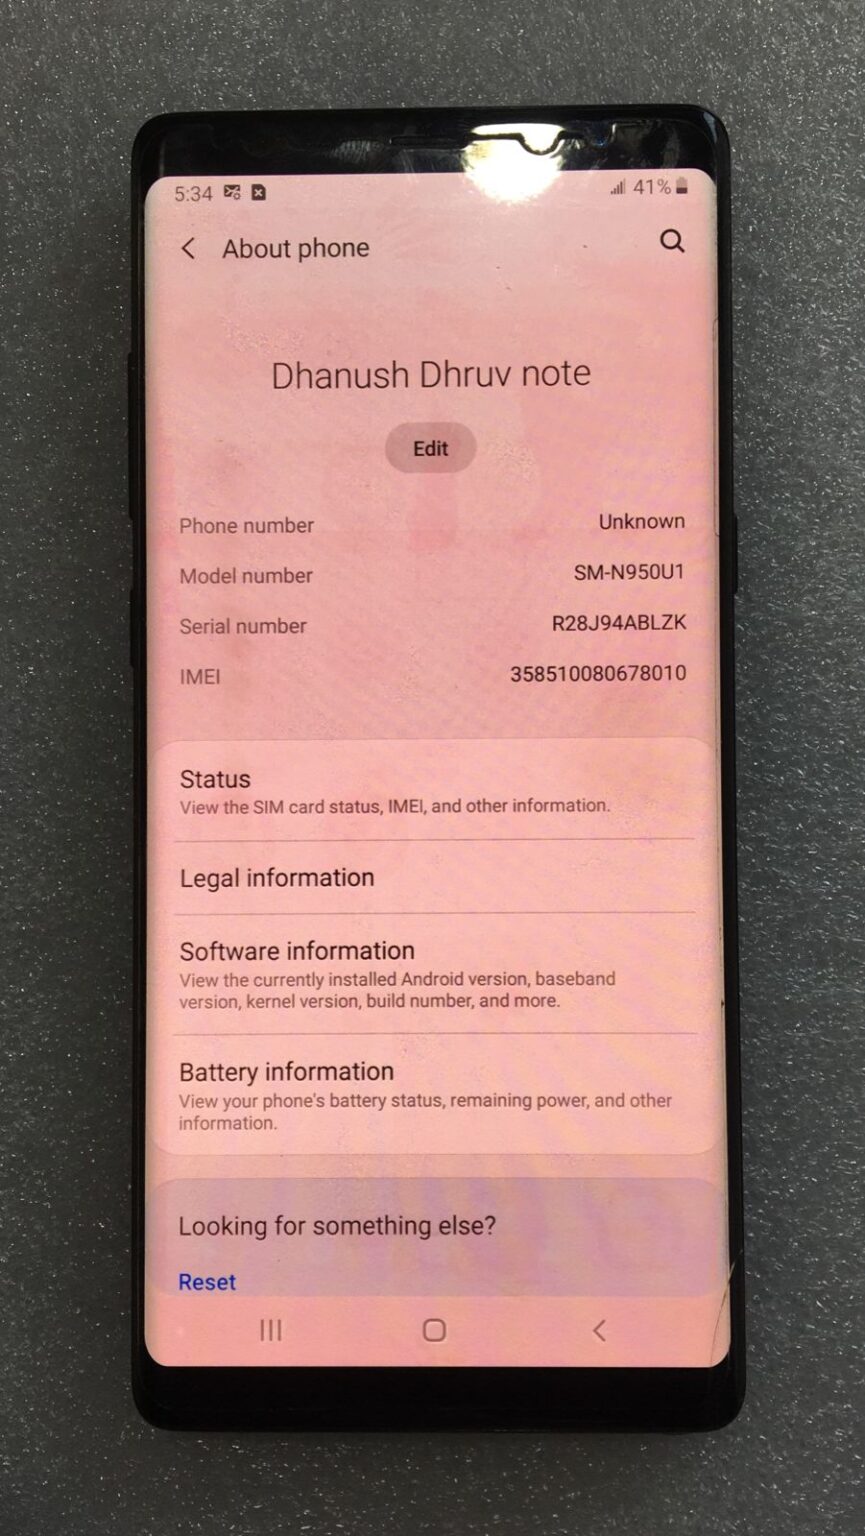 5:34
41%
About phone
Dhanush Dhruv note
Edit
Phone number Unknown
Model number SM-N950U1
Serial number R28J94ABLZK
IMEI 358510080678010
Status
View the SIM card status, IMEI, and other information.
Legal information
Software information
View the currently installed Android version, baseband
version, kernel version, build number, and more.
Battery information
View your phone's battery status, remaining power, and other
information.
Looking for something else?
Reset